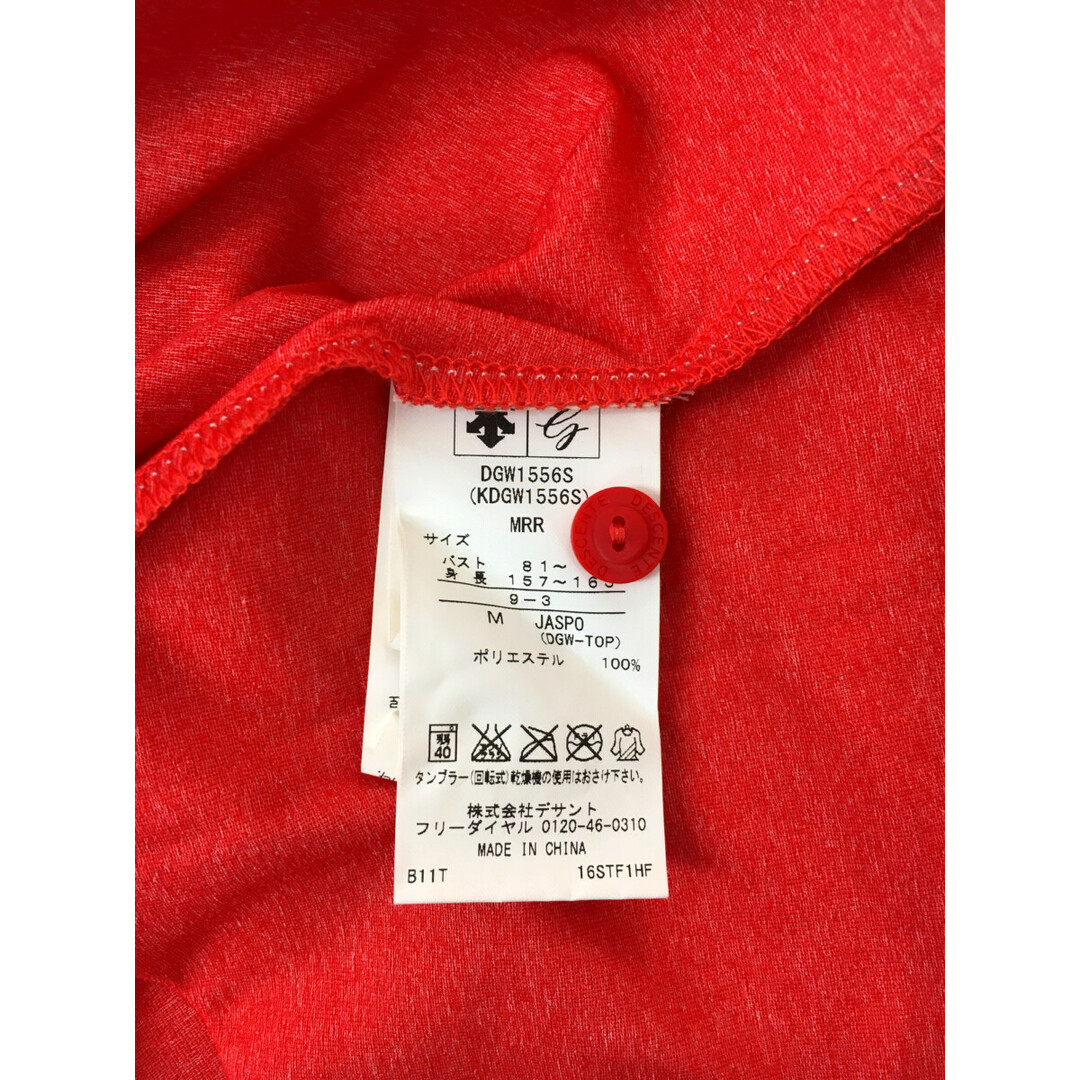 DGW1556S
(KDGW1556S)
MRR
DESCENTE DESCENTE
サイズ
バスト 81~
身長 157~163
9-3
M JASPO
(DGW-TOP)
ポリエステル 100%
40
タンブラー(回転式)乾燥機の使用はおさけ下さい。
株式会社デサント
フリーダイヤル 0120-46-0310
MADE IN CHINA
B11T 16STF1HF